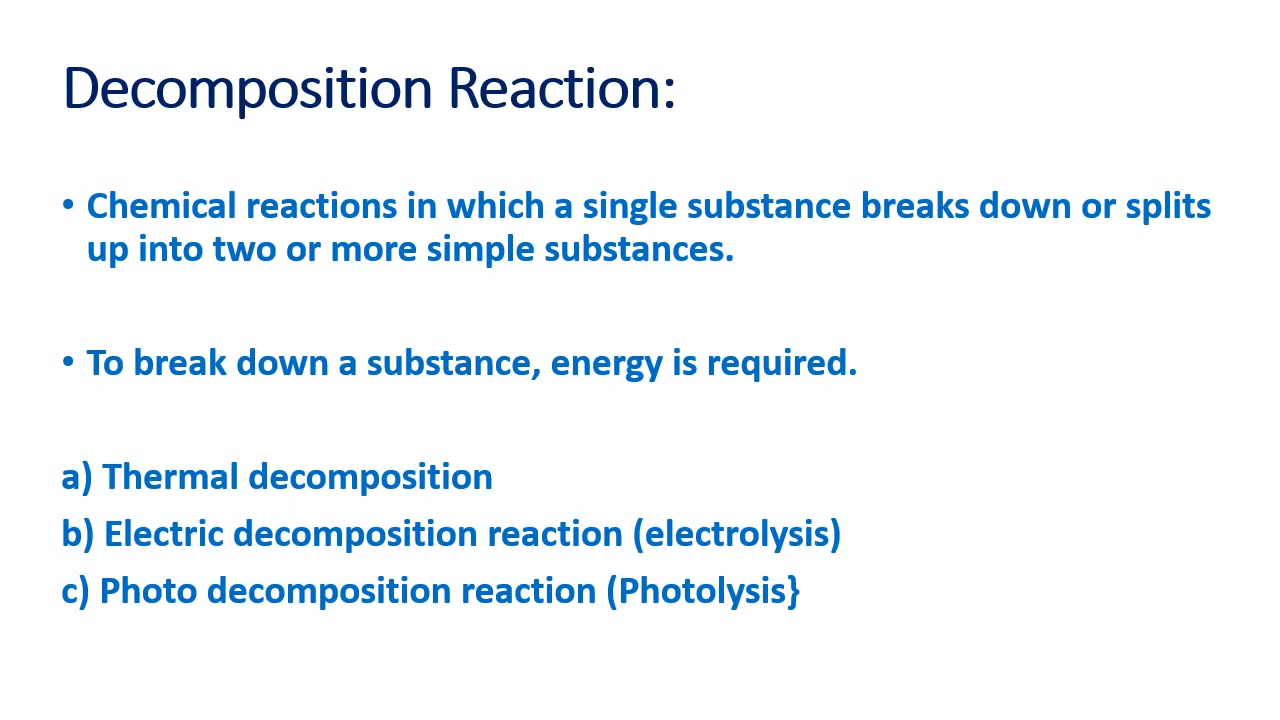 Decomposition Reaction:
• Chemical reactions in which a single substance breaks down or splits
up into two or more simple substances.
• To break down a substance, energy is required.
a) Thermal decomposition
b) Electric decomposition reaction (electrolysis)
c) Photo decomposition reaction (Photolysis}